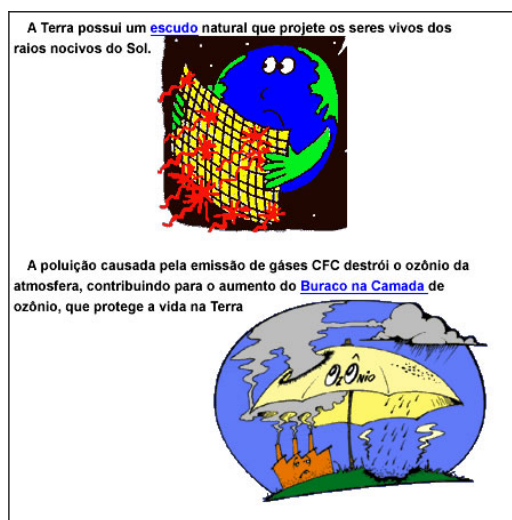 A Terra possui um escudo natural que projete os seres vivos dos
raios nocivos do Sol.
A poluição causada pela emissão de gáses CFC destrói o ozônio da
atmosfera, contribuindo para o aumento do Buraco na Camada de
ozônio, que protege a vida na Terra
OzÔnio